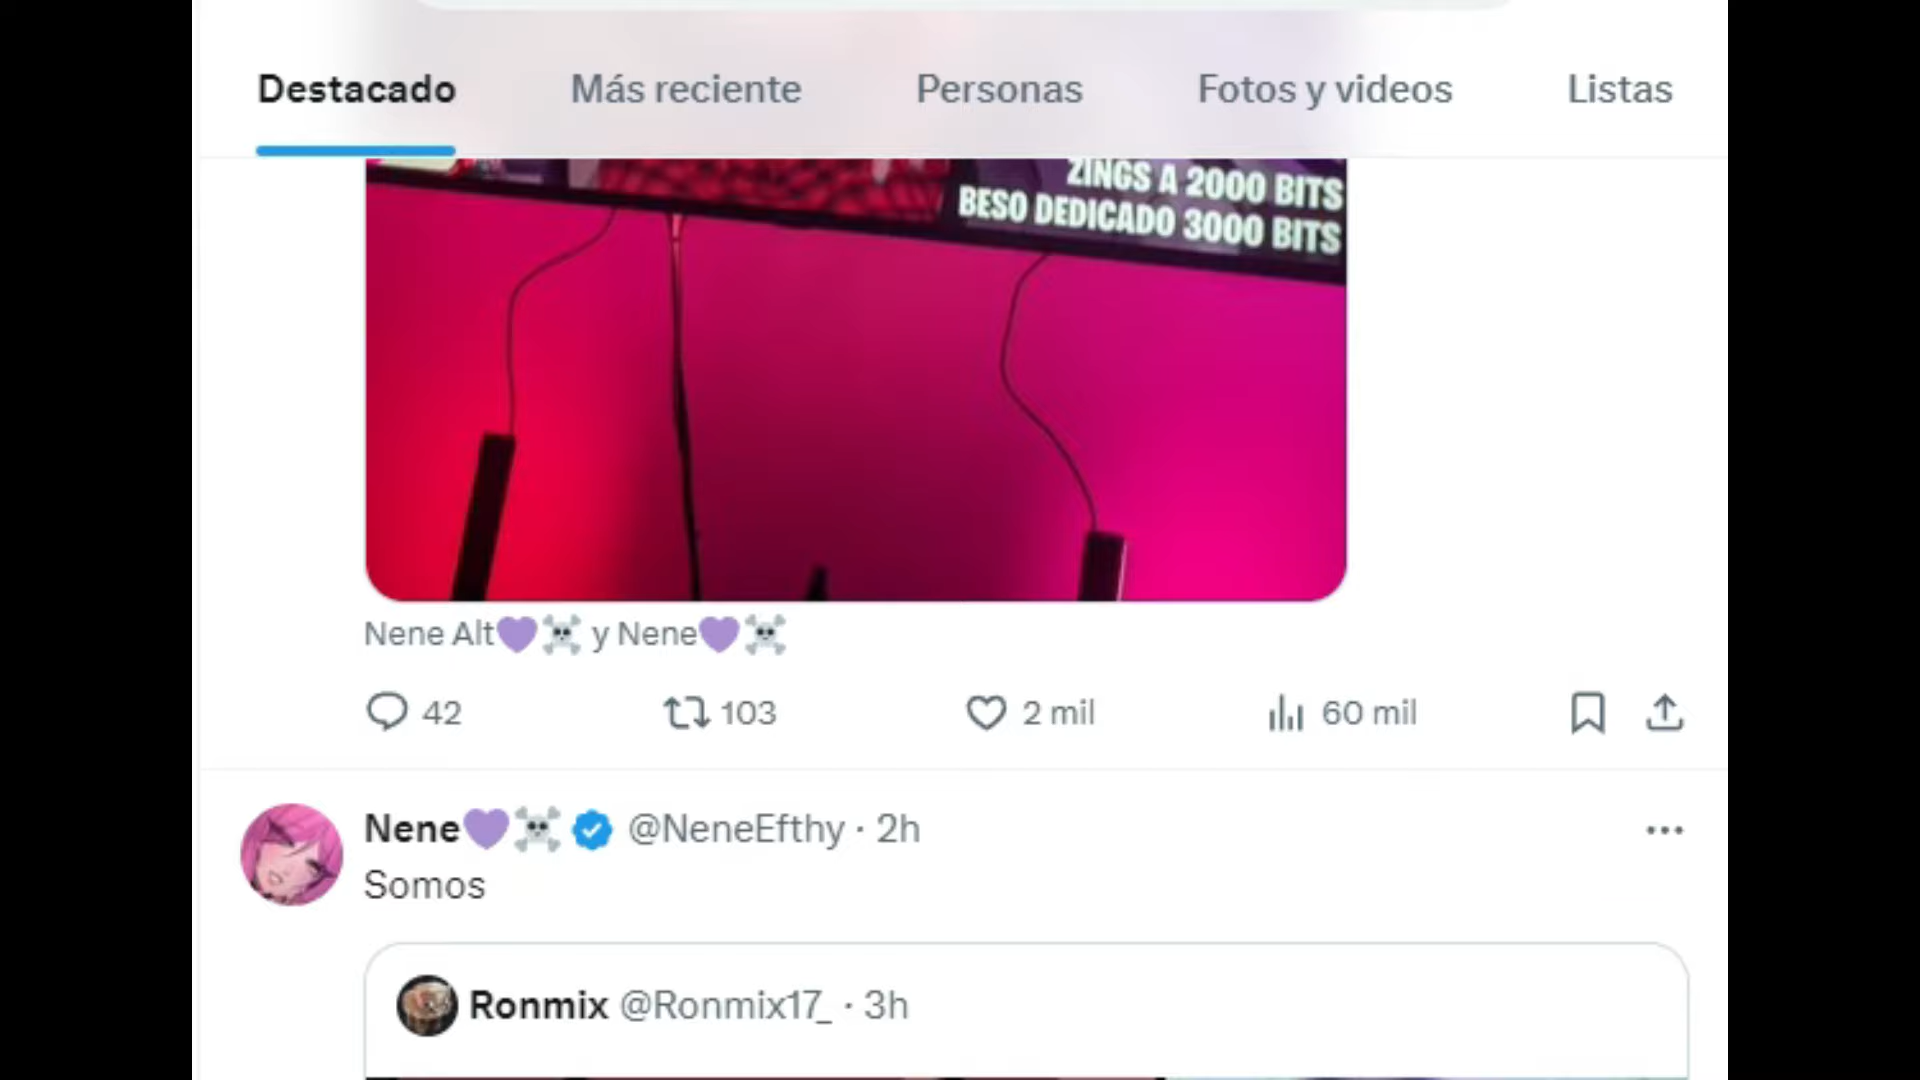 Destacado
Más reciente
Personas
Fotos y videos
Listas
ZINGS A 2000 BITS
BESO DEDICADO 3000 BITS
Nene Alt💜☠️ y Nene💜☠️
42
103
2 mil
60 mil
Nene💜☠️ @NeneEfthy · 2h
Somos
Ronmix @Ronmix17_ · 3h